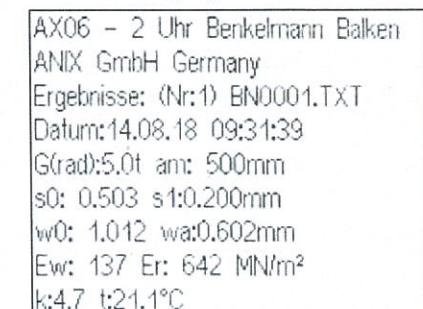 AX06 - 2 Uhr Benkelmann Balken
ANIX GmbH Germany
Ergebnisse: (Nr:1) BN0001.TXT
Datum:14.08.18 09:31:39
G(rad):5.0t am: 500mm
s0: 0.503 s1:0.200mm
w0: 1.012 wa:0.602mm
Ew: 137 Er: 642 MN/m²
k:4.7 t:21.1°C